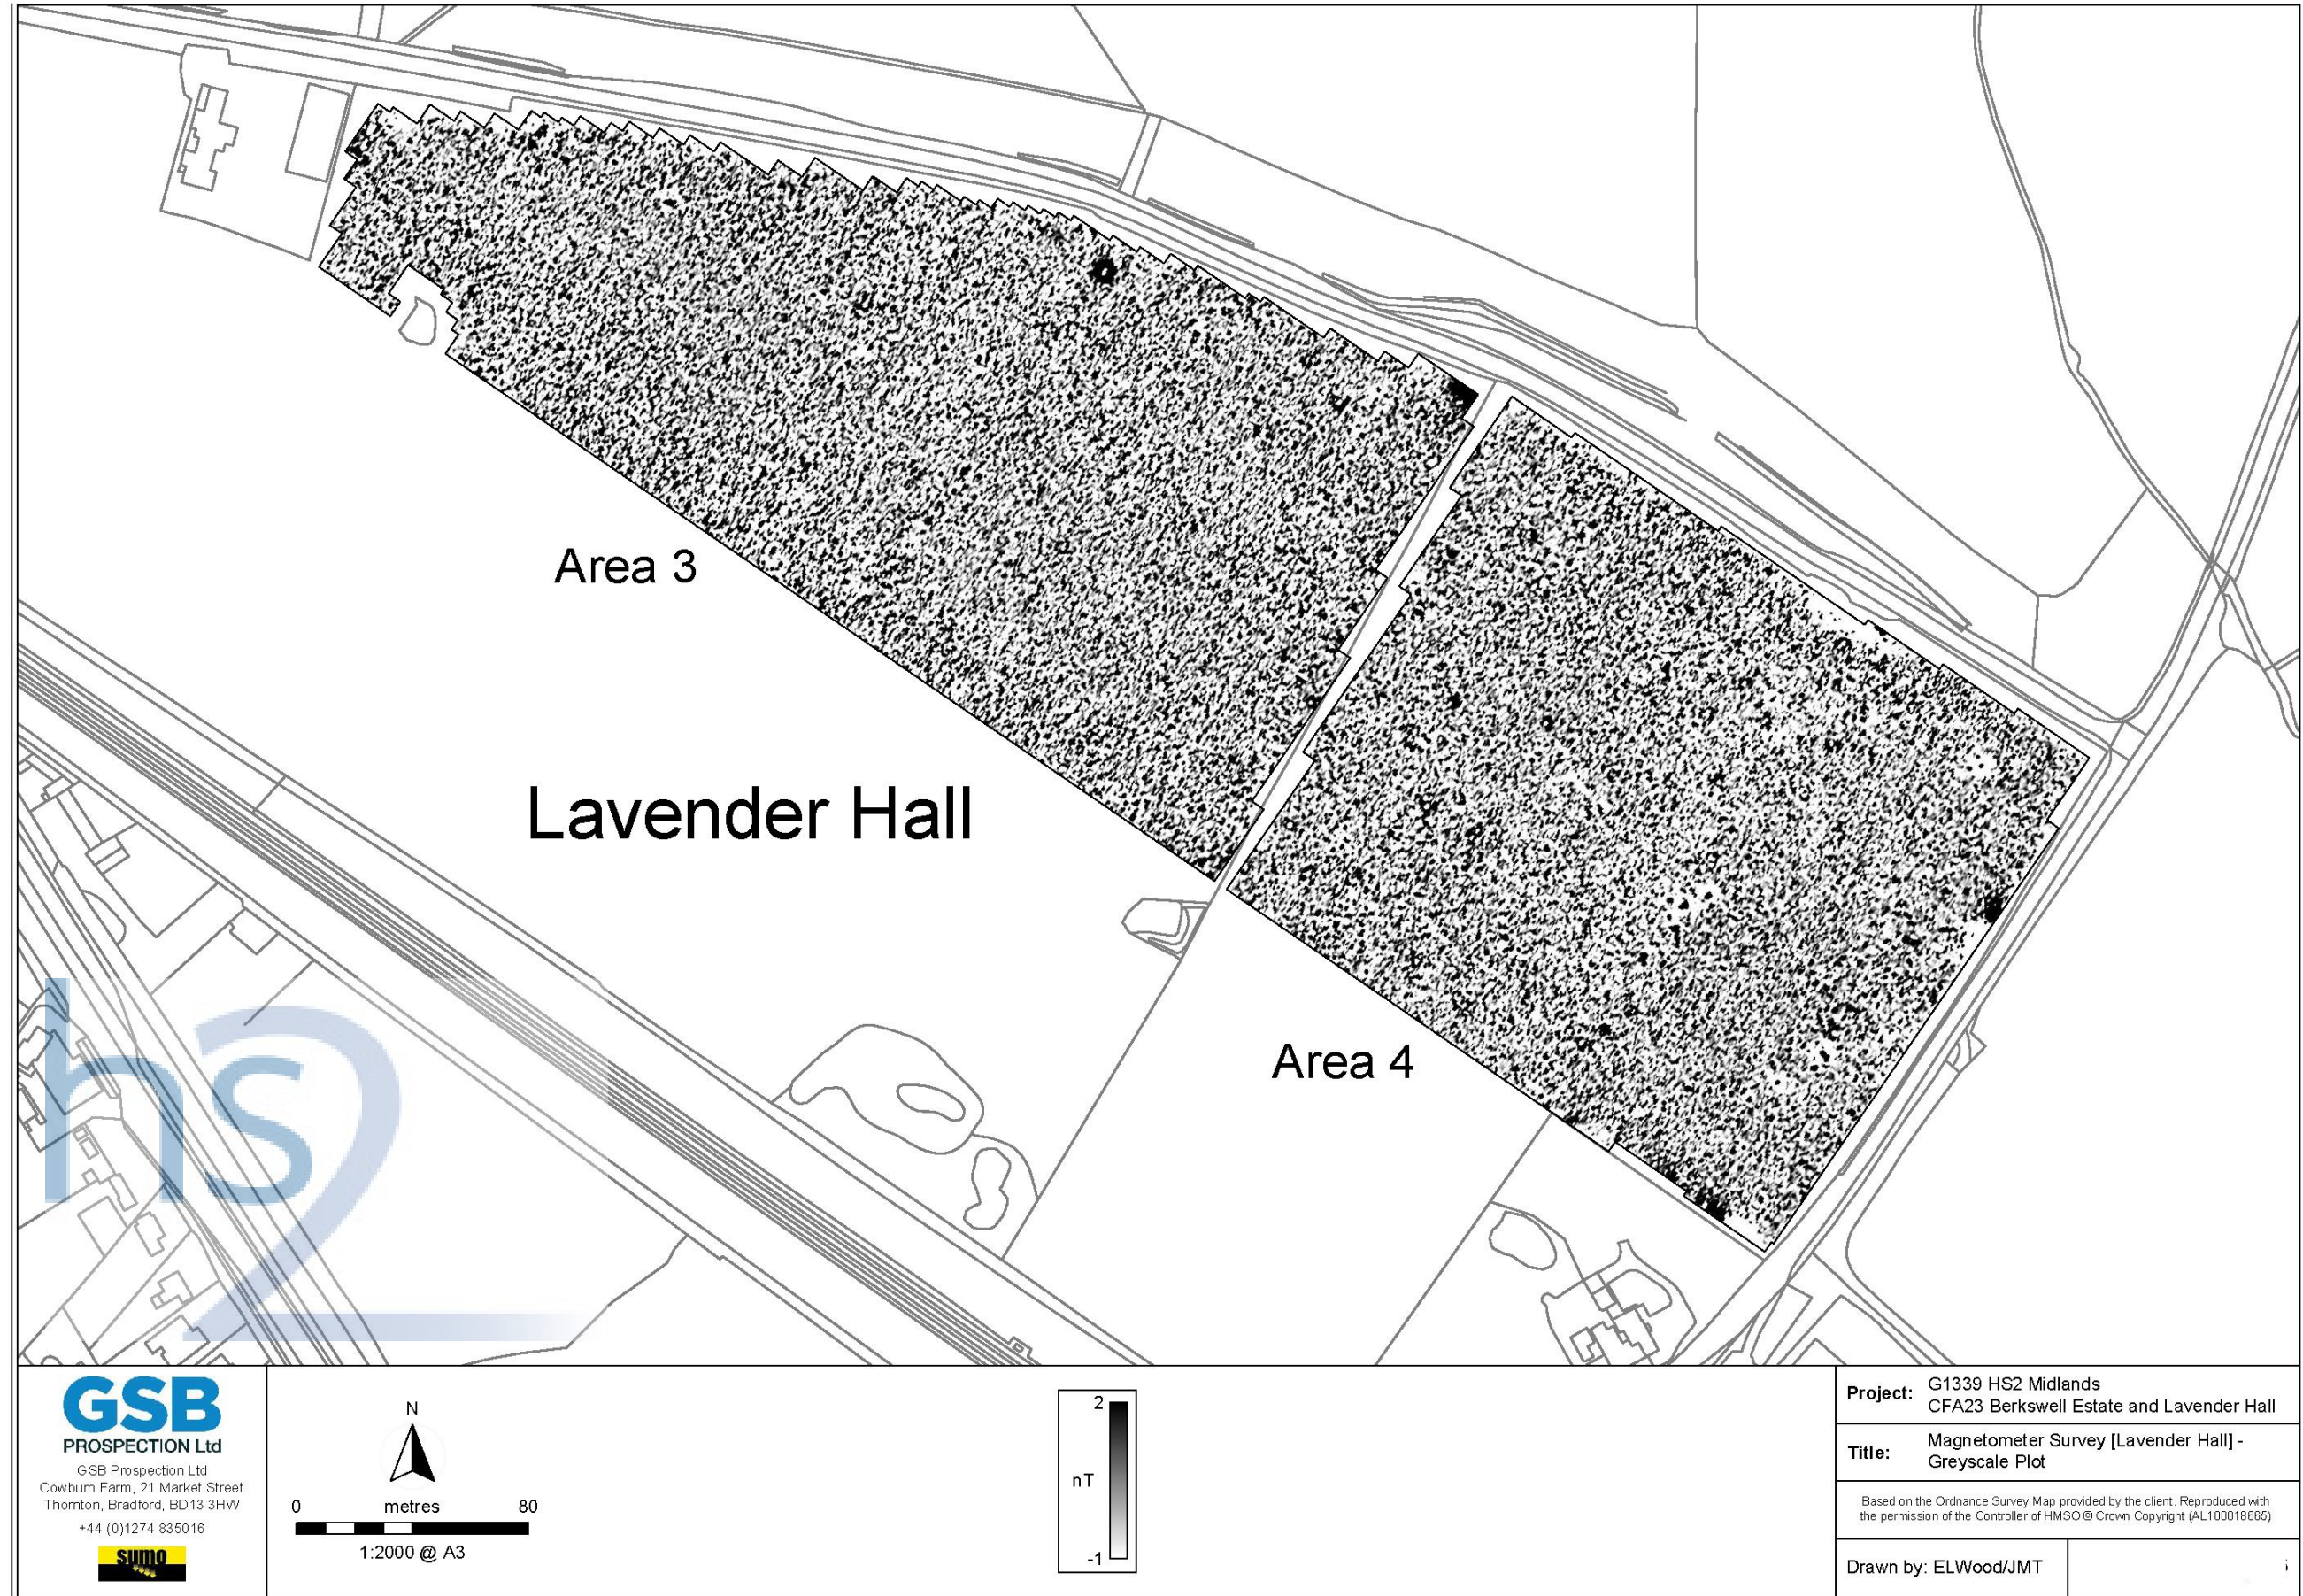 Area 3
Lavender Hall
Area 4
hs2
GSB
PROSPECTION Ltd
GSB Prospection Ltd
Cowburn Farm, 21 Market Street
Thornton, Bradford, BD13 3HW
+44 (0)1274 835016
sumo
N
0 metres 80
1:2000 @ A3
2
nT
-1
Project: G1339 HS2 Midlands
CFA23 Berkswell Estate and Lavender Hall
Title: Magnetometer Survey [Lavender Hall] -
Greyscale Plot
Based on the Ordnance Survey Map provided by the client. Reproduced with
the permission of the Controller of HMSO © Crown Copyright (AL100018665)
Drawn by: ELWood/JMT